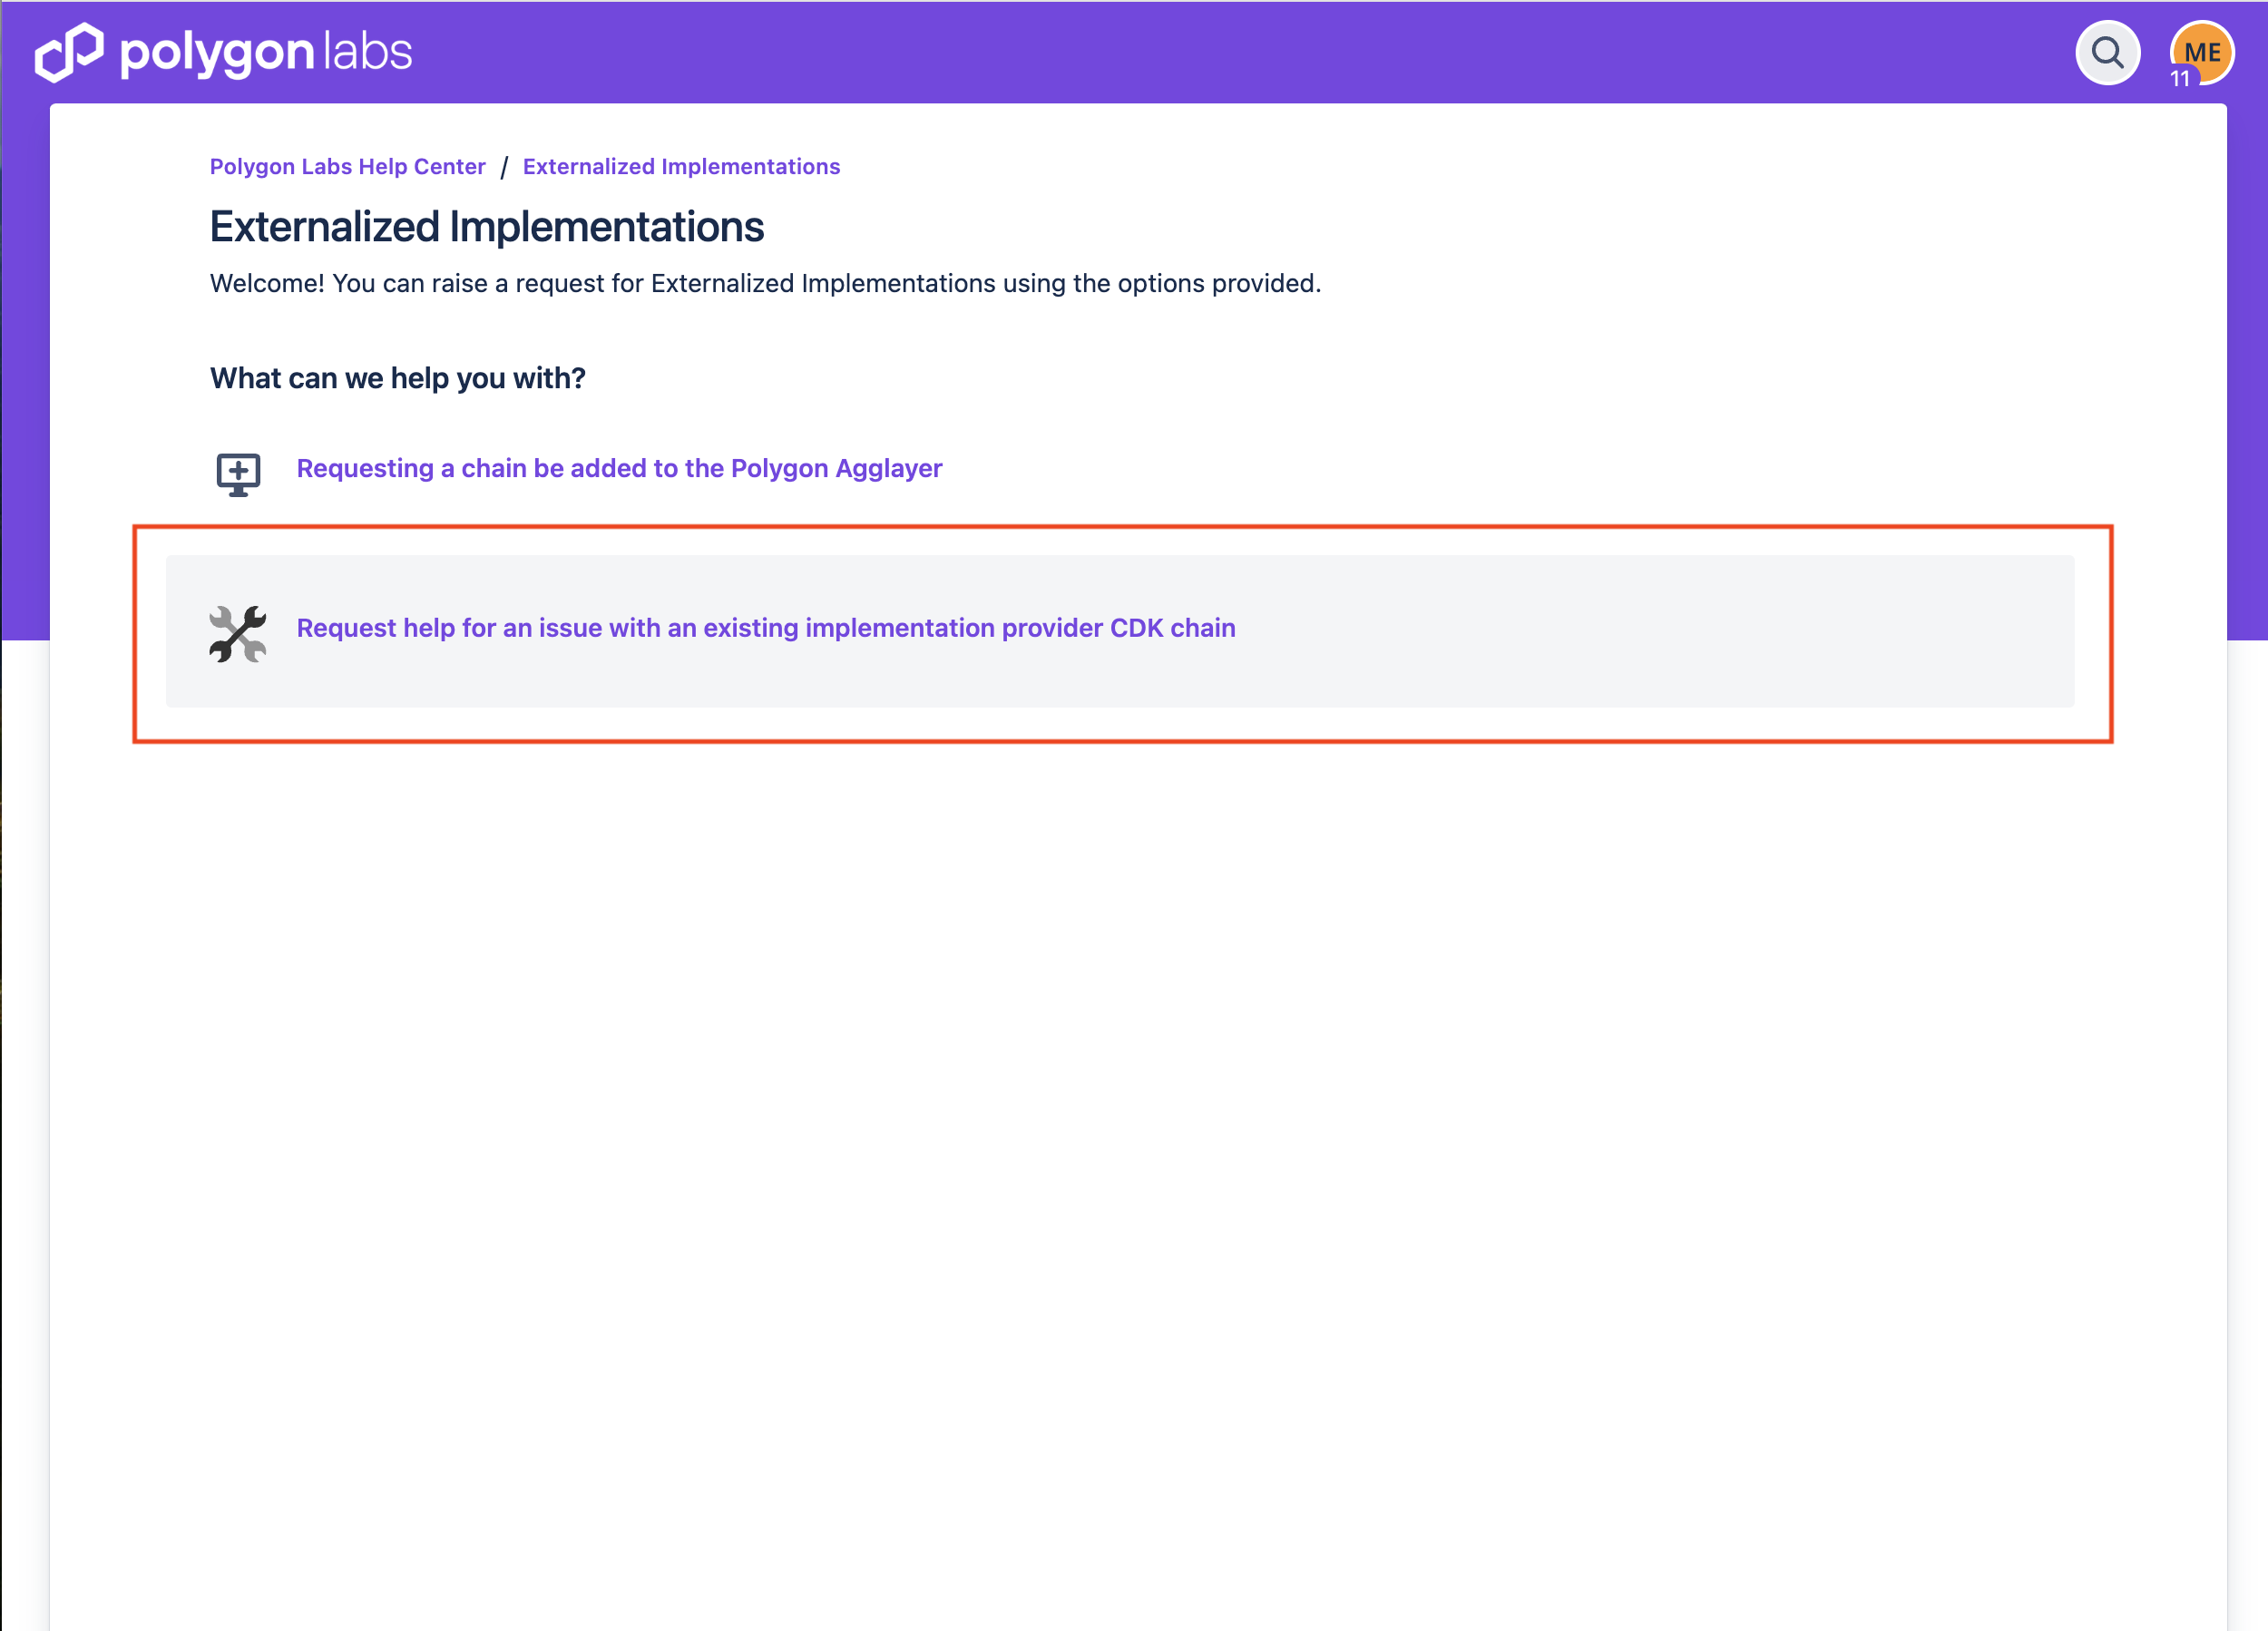 polygon labs
ME
11
Polygon Labs Help Center / Externalized Implementations
Externalized Implementations
Welcome! You can raise a request for Externalized Implementations using the options provided.
What can we help you with?
Requesting a chain be added to the Polygon Agglayer
Request help for an issue with an existing implementation provider CDK chain